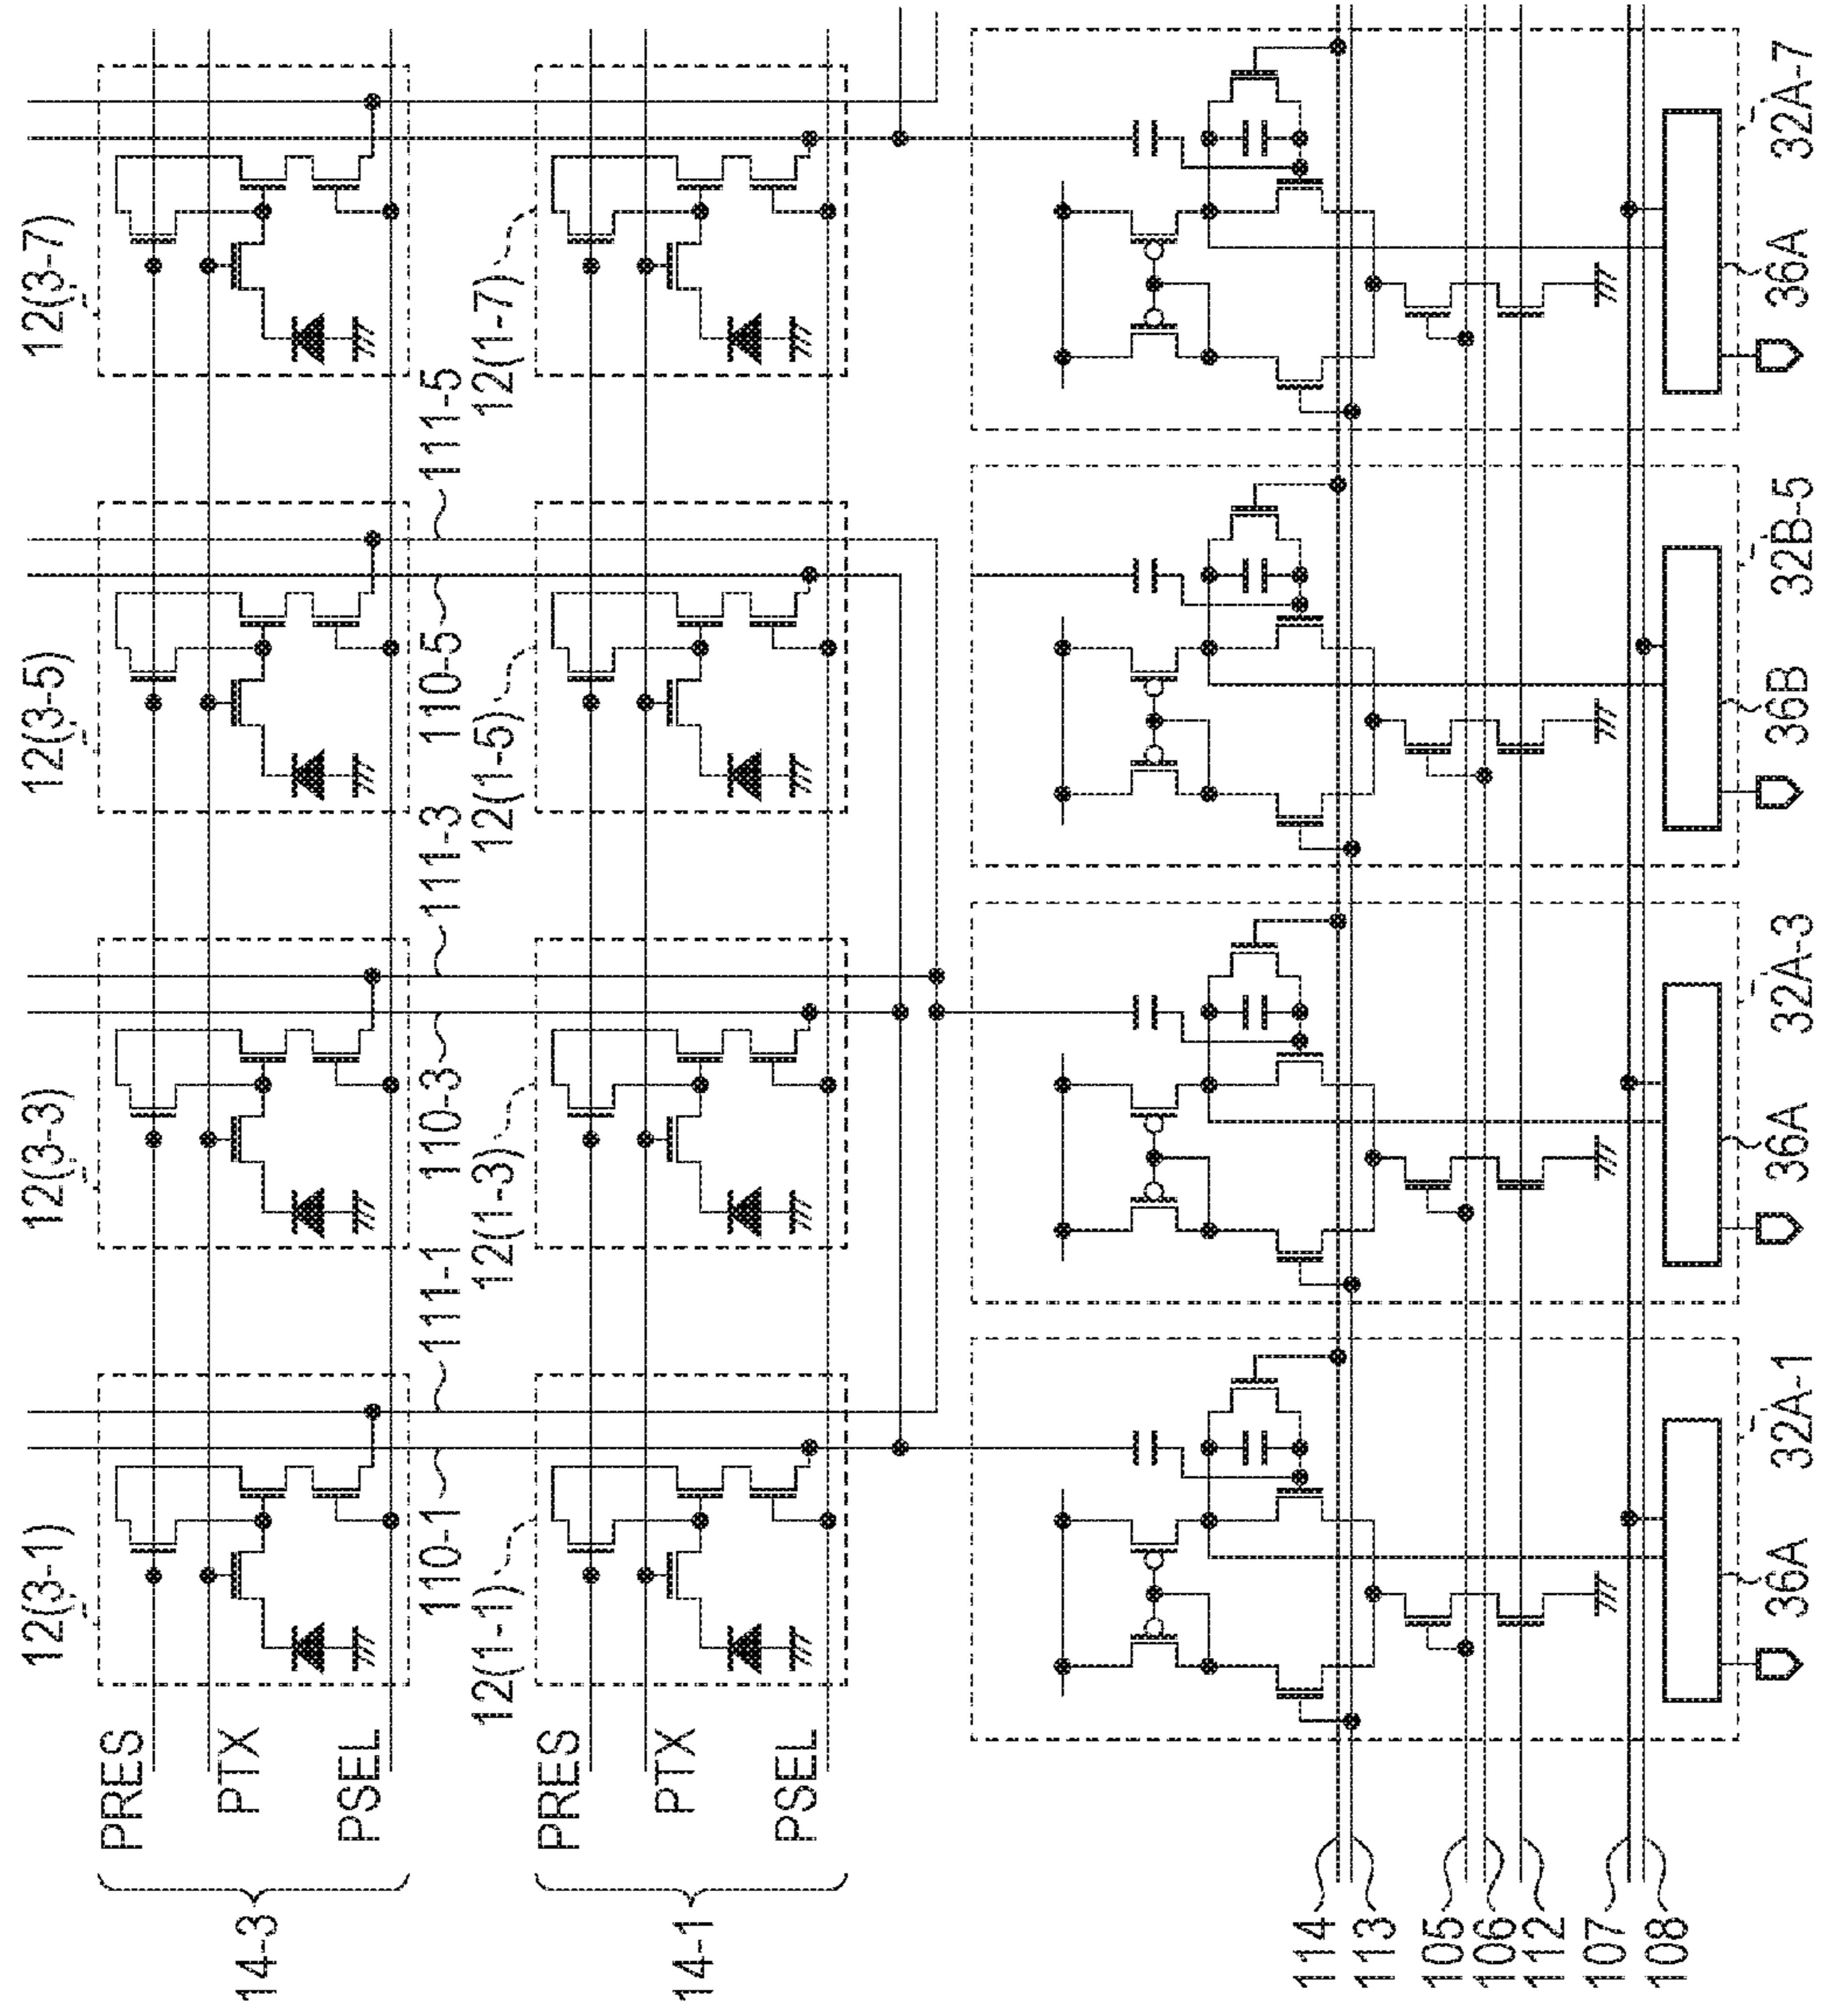 12(3-1)
12(3-3)
12(3-5)
12(3-7)
PRES
PTX
PSEL
14-3
110-1
111-1
110-3
111-3
110-5
111-5
12(1-1)
12(1-3)
12(1-5)
12(1-7)
PRES
PTX
PSEL
14-1
114
113
105
106
112
107
108
36A
32A-1
36A
32A-3
36B
32B-5
36A
32A-7